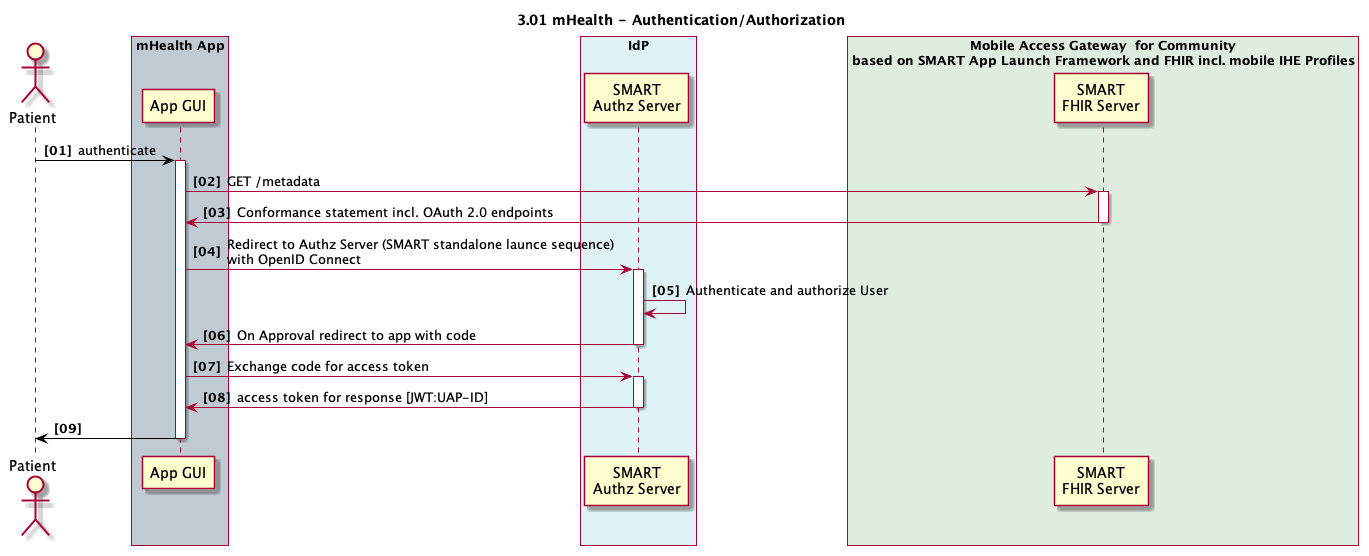 3.01 mHealth - Authentication/Authorization
mHealth App
IdP
Mobile Access Gateway for Community
based on SMART App Launch Framework and FHIR incl. mobile IHE Profiles
Patient
App GUI
SMART
Authz Server
SMART
FHIR Server
[01] authenticate
[02] GET /metadata
[03] Conformance statement incl. OAuth 2.0 endpoints
[04] Redirect to Authz Server (SMART standalone launce sequence)
with OpenID Connect
[05] Authenticate and authorize User
[06] On Approval redirect to app with code
[07] Exchange code for access token
[08] access token for response [JWT:UAP-ID]
[09]
Patient
App GUI
SMART
Authz Server
SMART
FHIR Server